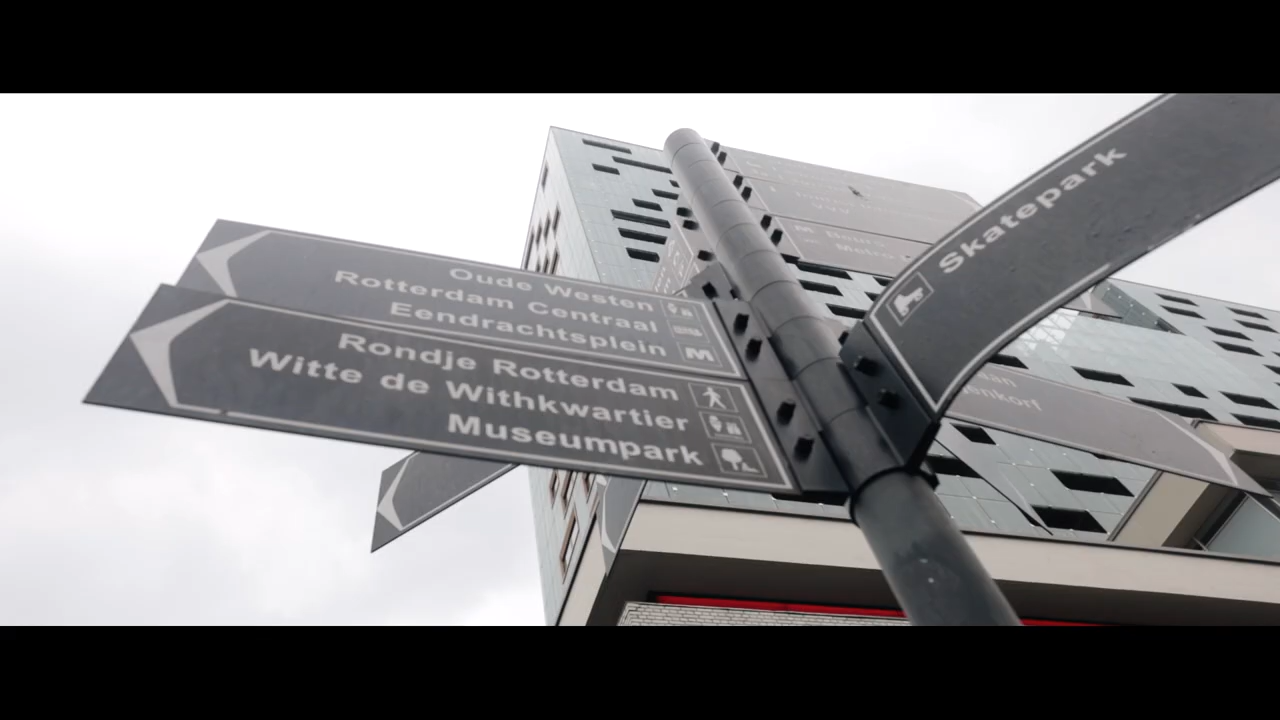 Oude Westen
Rotterdam Centraal
Eendrachtsplein M
Rondje Rotterdam
Witte de Withkwartier
Museumpark
Skatepark